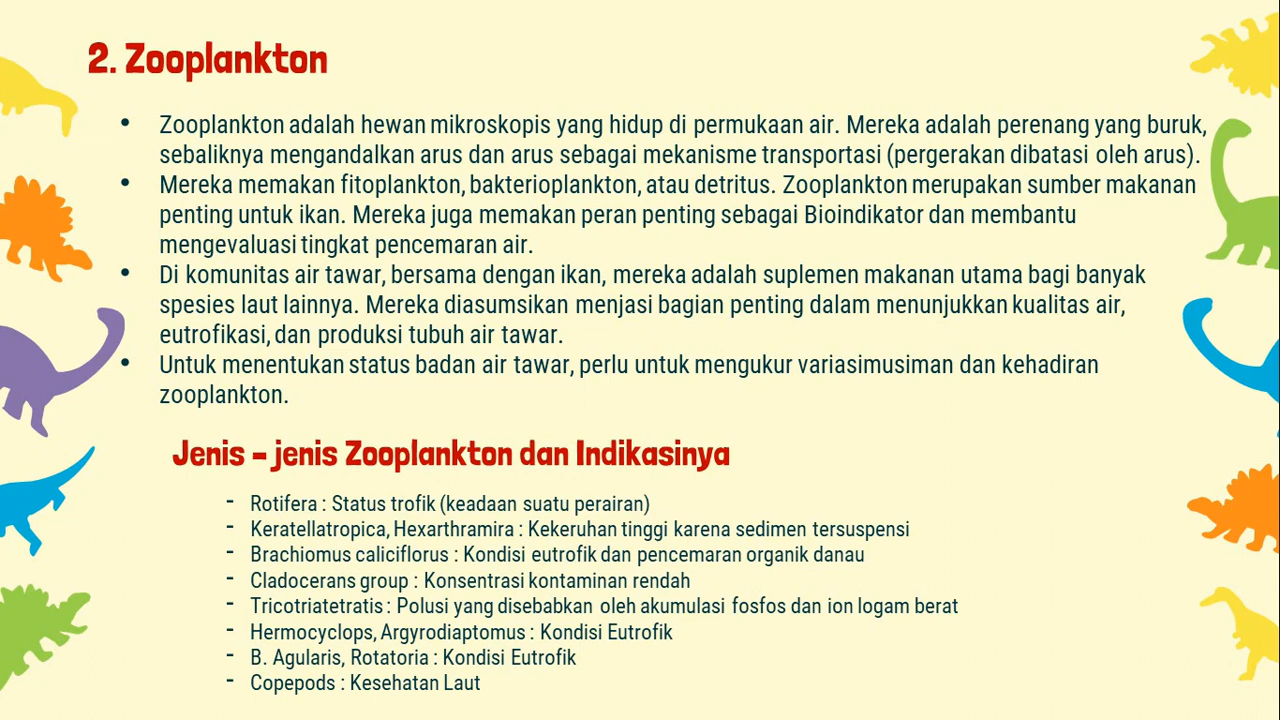 2. Zooplankton
• Zooplankton adalah hewan mikroskopis yang hidup di permukaan air. Mereka adalah perenang yang buruk,
sebaliknya mengandalkan arus dan arus sebagai mekanisme transportasi (pergerakan dibatasi oleh arus).
• Mereka memakan fitoplankton, bakterioplankton, atau detritus. Zooplankton merupakan sumber makanan
penting untuk ikan. Mereka juga memakan peran penting sebagai Bioindikator dan membantu
mengevaluasi tingkat pencemaran air.
• Di komunitas air tawar, bersama dengan ikan, mereka adalah suplemen makanan utama bagi banyak
spesies laut lainnya. Mereka diasumsikan menjasi bagian penting dalam menunjukkan kualitas air,
eutrofikasi, dan produksi tubuh air tawar.
• Untuk menentukan status badan air tawar, perlu untuk mengukur variasimusiman dan kehadiran
zooplankton.
Jenis – jenis Zooplankton dan Indikasinya
- Rotifera : Status trofik (keadaan suatu perairan)
- Keratellatropica, Hexarthramira : Kekeruhan tinggi karena sedimen tersuspensi
- Brachiomus caliciflorus : Kondisi eutrofik dan pencemaran organik danau
- Cladocerans group : Konsentrasi kontaminan rendah
- Tricotriatetratis : Polusi yang disebabkan oleh akumulasi fosfos dan ion logam berat
- Hermocyclops, Argyrodiaptomus : Kondisi Eutrofik
- B. Agularis, Rotatoria : Kondisi Eutrofik
- Copepods : Kesehatan Laut